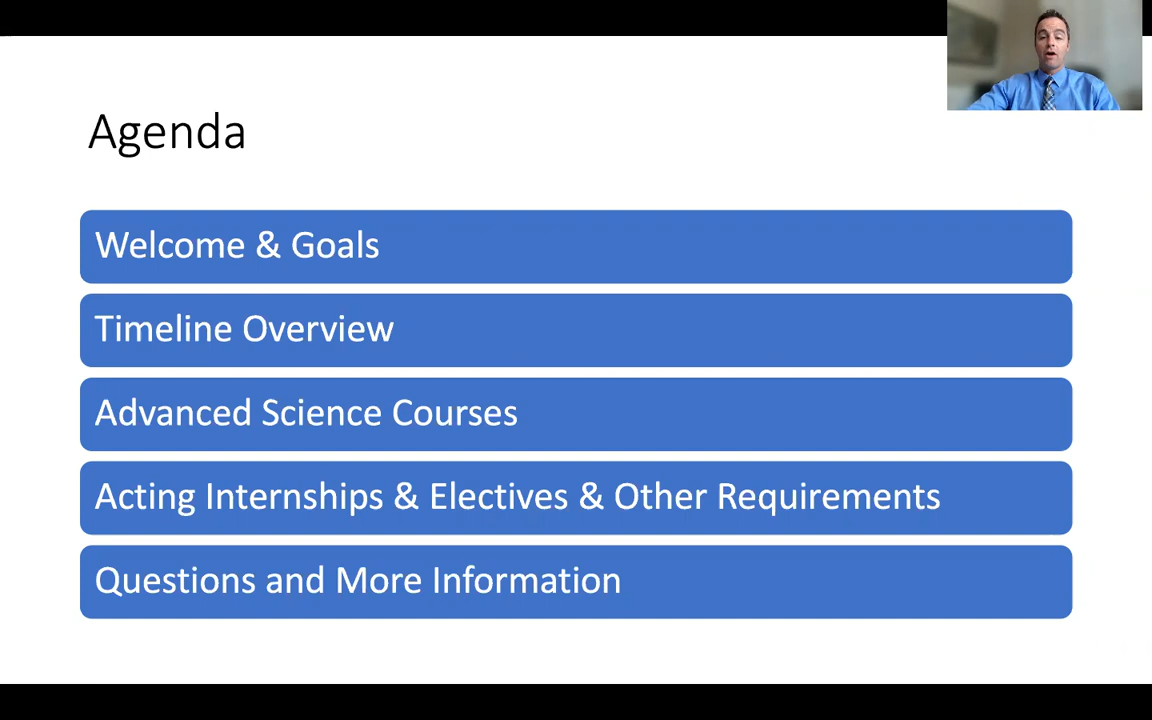 Agenda
Welcome & Goals
Timeline Overview
Advanced Science Courses
Acting Internships & Electives & Other Requirements
Questions and More Information